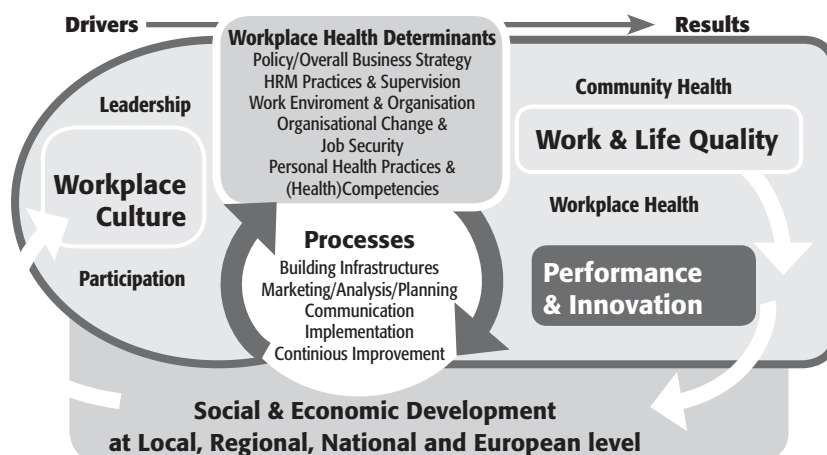 Drivers
Results
Workplace Health Determinants
Policy/Overall Business Strategy
HRM Practices & Supervision
Work Enviroment & Organisation
Organisational Change &
Job Security
Personal Health Practices &
(Health)Competencies
Leadership
Workplace
Culture
Participation
Processes
Building Infrastructures
Marketing/Analysis/Planning
Communication
Implementation
Continious Improvement
Community Health
Work & Life Quality
Workplace Health
Performance
& Innovation
Social & Economic Development
at Local, Regional, National and European level